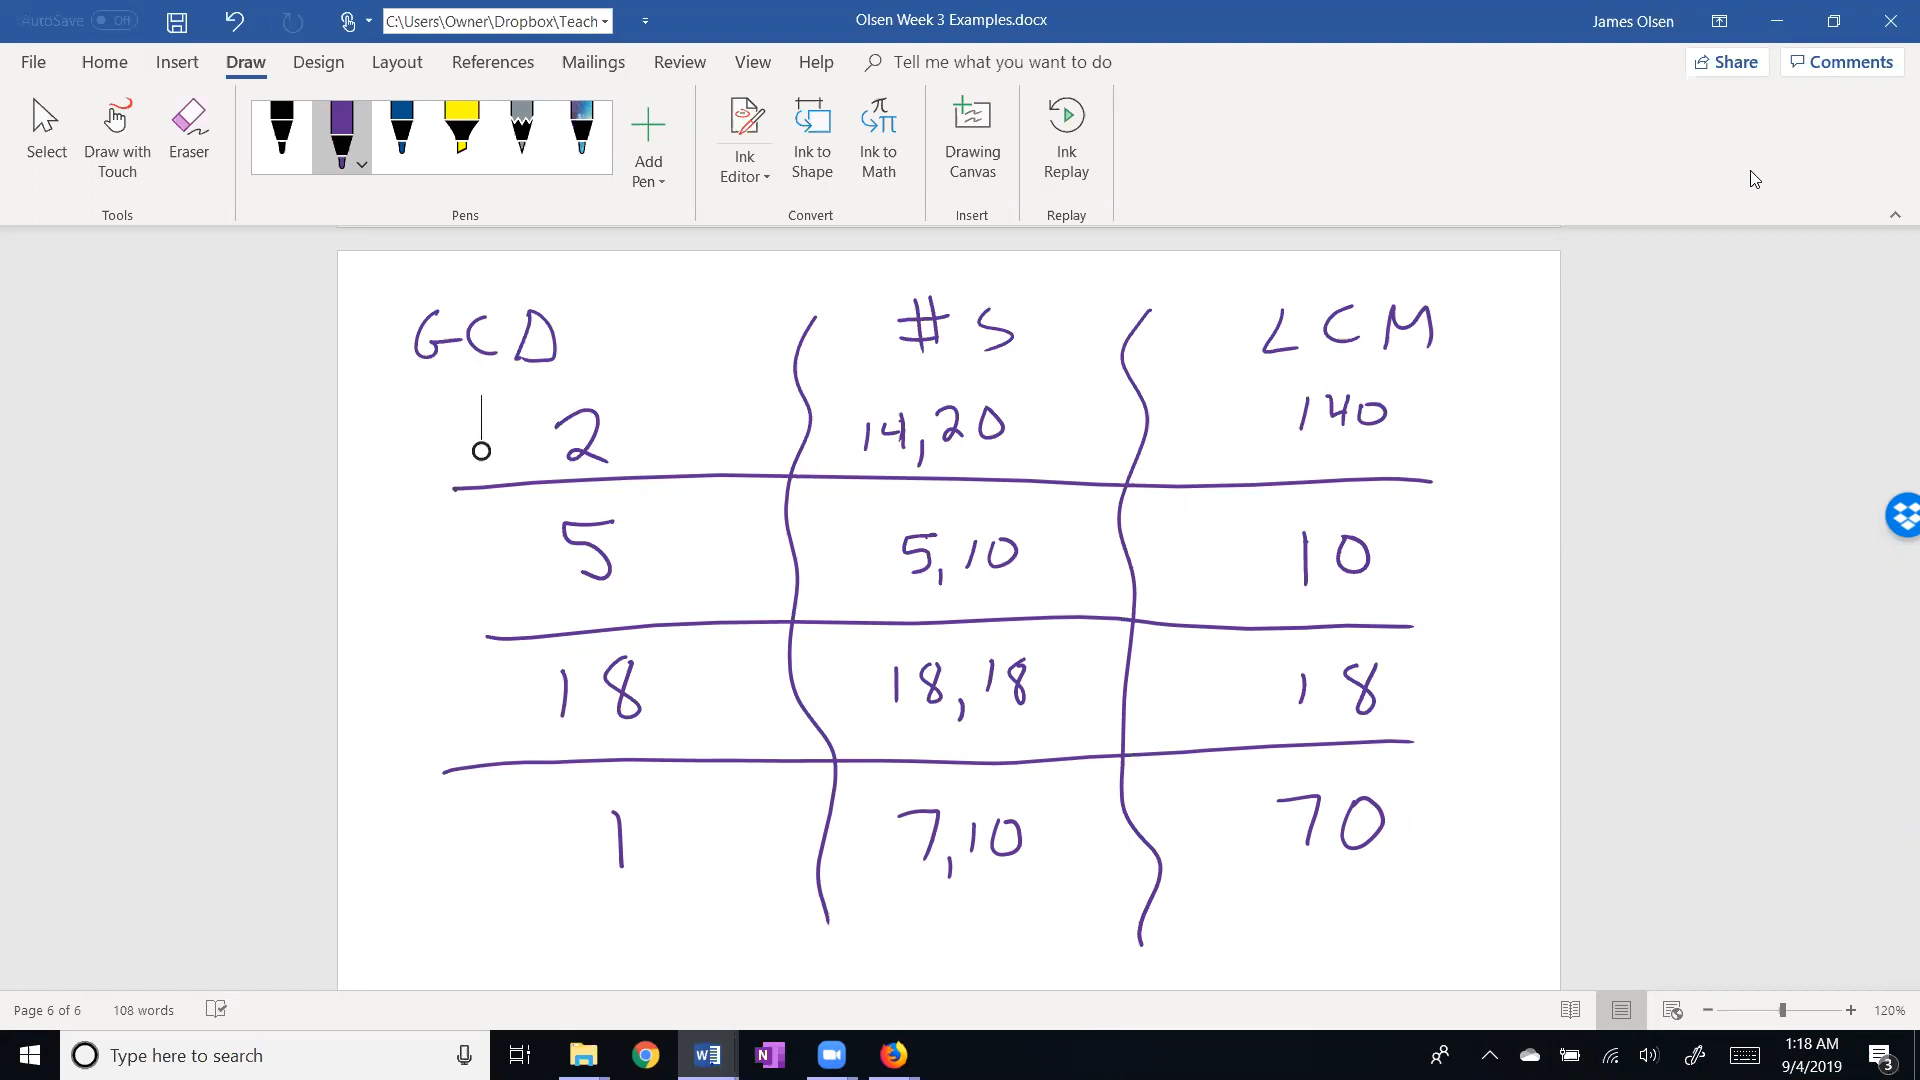 AutoSave Off C:\Users\Owner\Dropbox\Teach Olsen Week 3 Examples.docx James Olsen
File Home Insert Draw Design Layout References Mailings Review View Help Tell me what you want to do Share Comments
Select Draw with Touch Eraser Add Pen Ink Editor Ink to Shape Ink to Math Drawing Canvas Ink Replay
Tools Pens Convert Insert Replay
GCD #S LCM
2 14,20 140
5 5,10 10
18 18,18 18
1 7,10 70
Page 6 of 6 108 words 120%
Type here to search 1:18 AM
9/4/2019 3